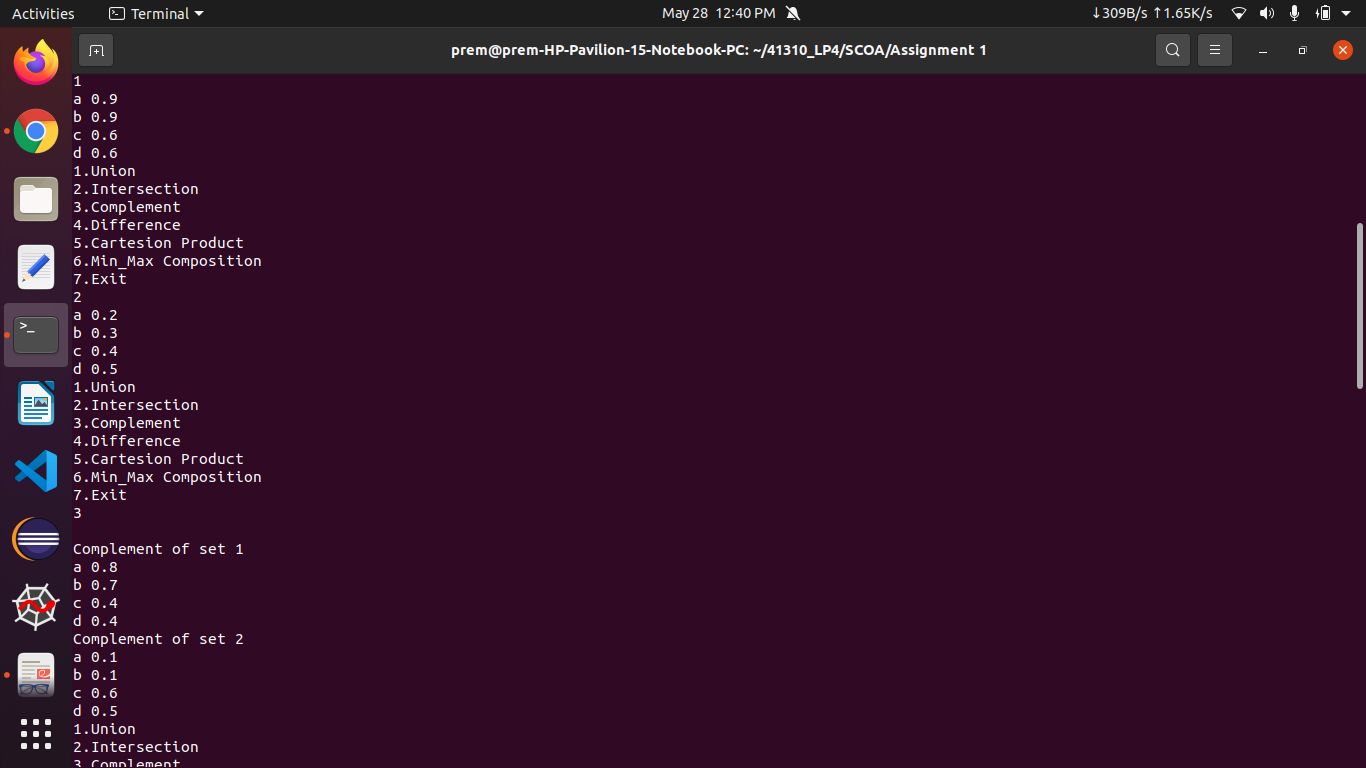 Activities
Terminal
May 28 12:40 PM
↓309B/s ↑1.65K/s
prem@prem-HP-Pavilion-15-Notebook-PC: ~/41310_LP4/SCOA/Assignment 1
1
a 0.9
b 0.9
c 0.6
d 0.6
1.Union
2.Intersection
3.Complement
4.Difference
5.Cartesion Product
6.Min_Max Composition
7.Exit
2
a 0.2
b 0.3
c 0.4
d 0.5
1.Union
2.Intersection
3.Complement
4.Difference
5.Cartesion Product
6.Min_Max Composition
7.Exit
3
Complement of set 1
a 0.8
b 0.7
c 0.4
d 0.4
Complement of set 2
a 0.1
b 0.1
c 0.6
d 0.5
1.Union
2.Intersection
3.Complement